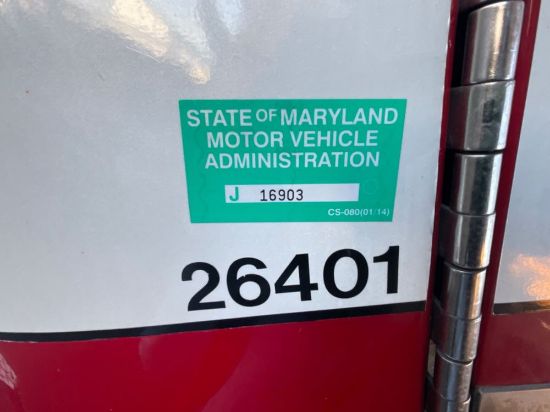 STATE OF MARYLAND
MOTOR VEHICLE
ADMINISTRATION
J 16903
CS-080(01/14)
26401